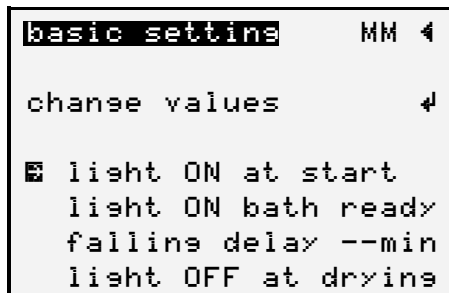 basic setting MM
change values
light ON at start
light ON bath ready
falling delay --min
light OFF at drying